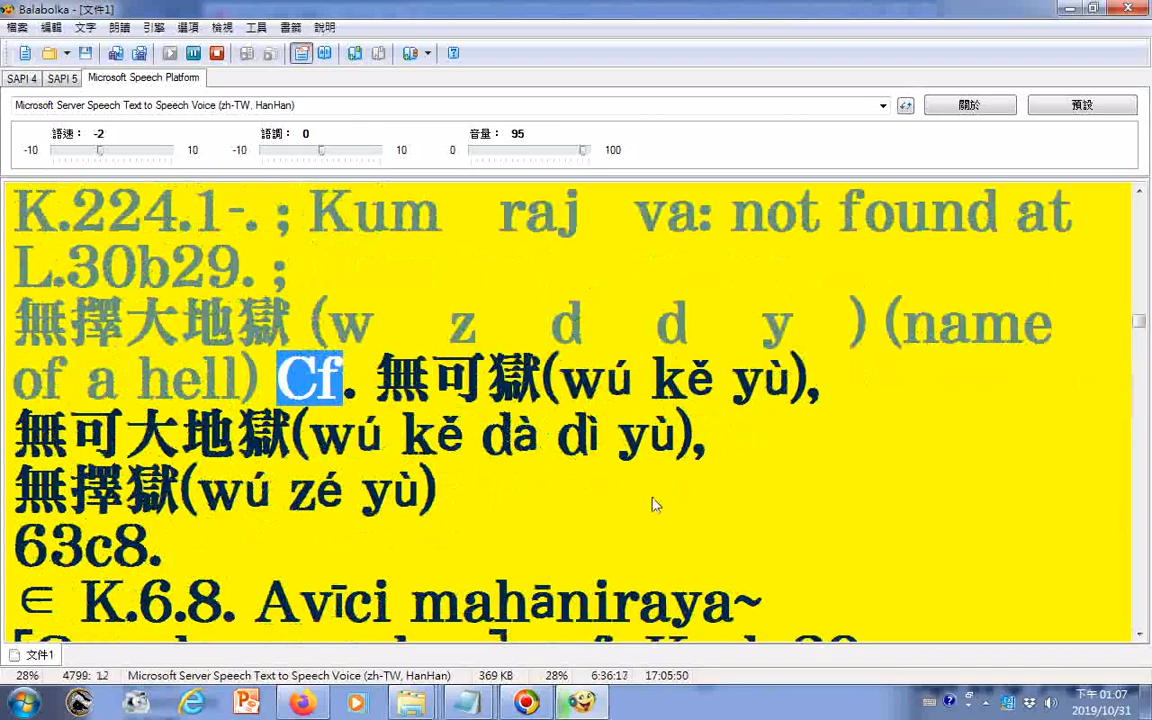 Balabolka - [文件1]
檔案 編輯 文字 朗讀 引擎 選項 檢視 工具 書籤 說明
SAPI 4 SAPI 5 Microsoft Speech Platform
Microsoft Server Speech Text to Speech Voice (zh-TW, HanHan) 關於 預設
語速： -2 語調： 0 音量： 95
-10 10 -10 10 0 100
K.224.1-. ; Kum raj va: not found at
L.30b29. ;
無擇大地獄 (w z d d y ) (name
of a hell) Cf. 無可獄(wú kě yù),
無可大地獄(wú kě dà dì yù),
無擇獄(wú zé yù)
63c8.
∈ K.6.8. Avīci mahāniraya~
文件1
28% 4799: 12 Microsoft Server Speech Text to Speech Voice (zh-TW, HanHan) 369 KB 28% 6:36:13 17:05:50
下午 01:07
2019/10/31